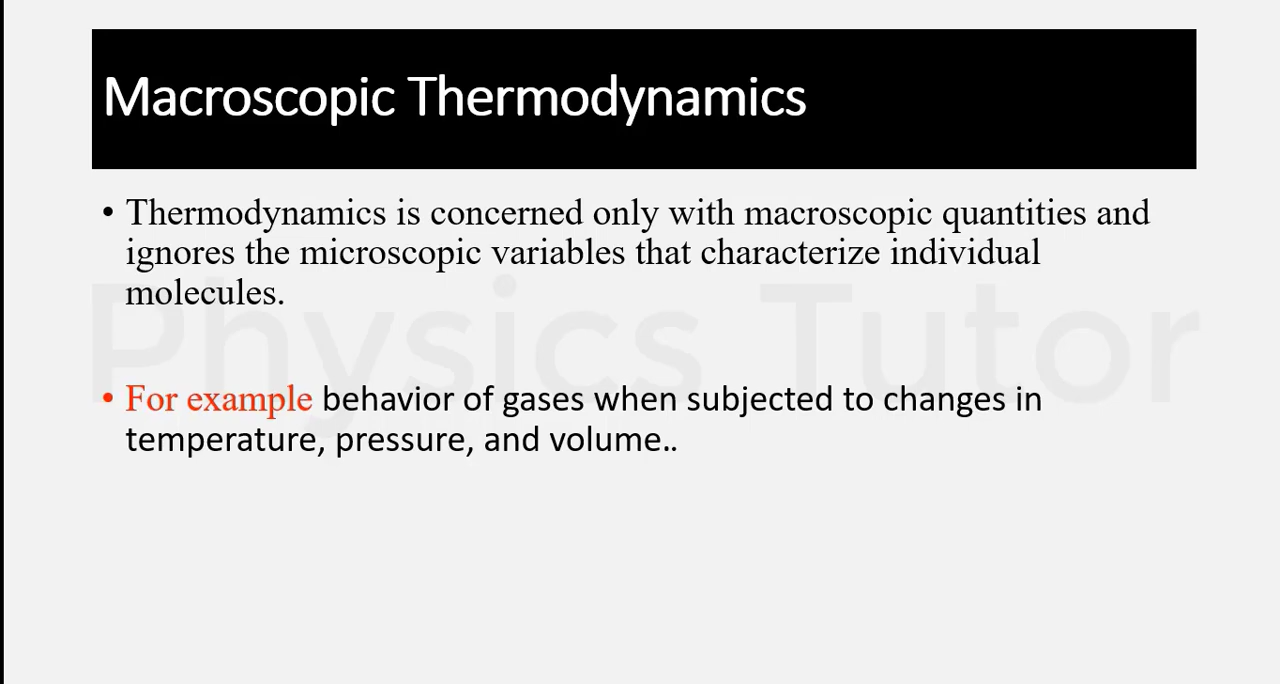 Macroscopic Thermodynamics
• Thermodynamics is concerned only with macroscopic quantities and
ignores the microscopic variables that characterize individual
molecules.
Physics Tutor
• For example behavior of gases when subjected to changes in
temperature, pressure, and volume..